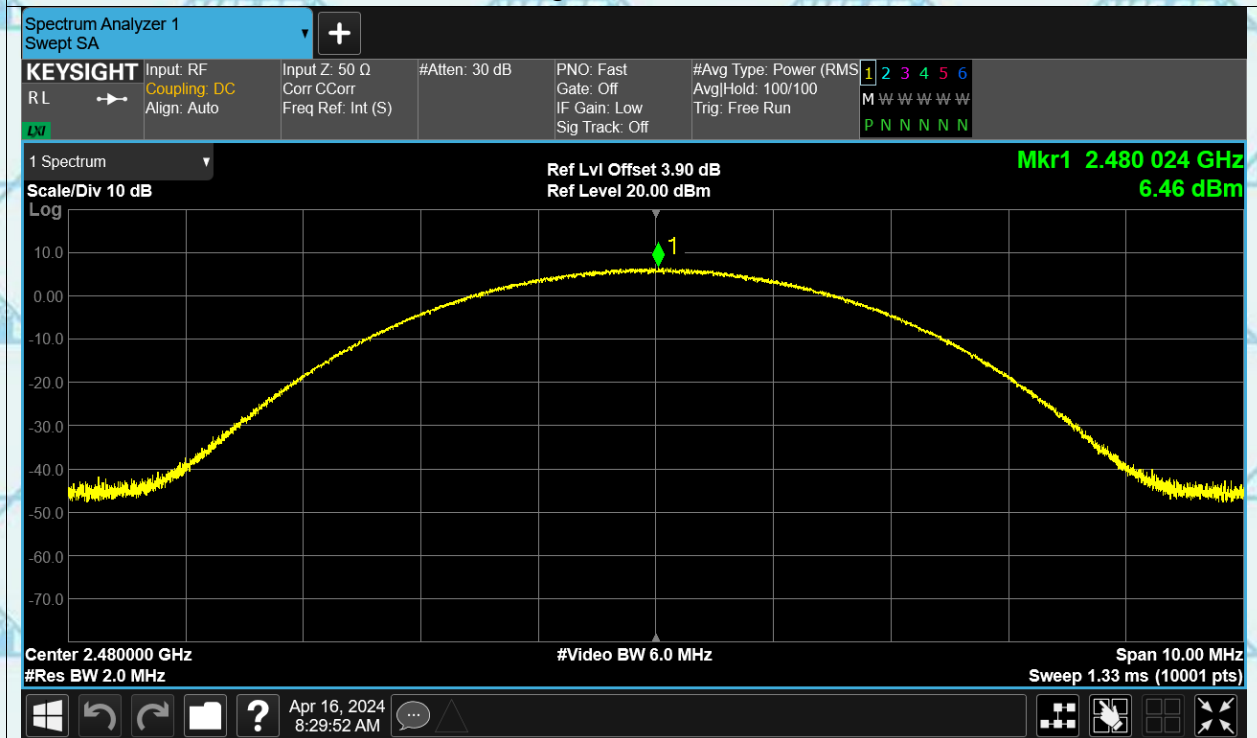 Spectrum Analyzer 1
Swept SA
+
KEYSIGHT
RL
LXI
Input: RF
Coupling: DC
Align: Auto
Input Z: 50 Ω
Corr CCorr
Freq Ref: Int (S)
#Atten: 30 dB
PNO: Fast
Gate: Off
IF Gain: Low
Sig Track: Off
#Avg Type: Power (RMS
Avg|Hold: 100/100
Trig: Free Run
1 2 3 4 5 6
M W W W W W
P N N N N N
1 Spectrum
Scale/Div 10 dB
Log
Ref Lvl Offset 3.90 dB
Ref Level 20.00 dBm
Mkr1 2.480 024 GHz
6.46 dBm
1
10.0
0.00
-10.0
-20.0
-30.0
-40.0
-50.0
-60.0
-70.0
Center 2.480000 GHz
#Res BW 2.0 MHz
#Video BW 6.0 MHz
Span 10.00 MHz
Sweep 1.33 ms (10001 pts)
?
Apr 16, 2024
8:29:52 AM